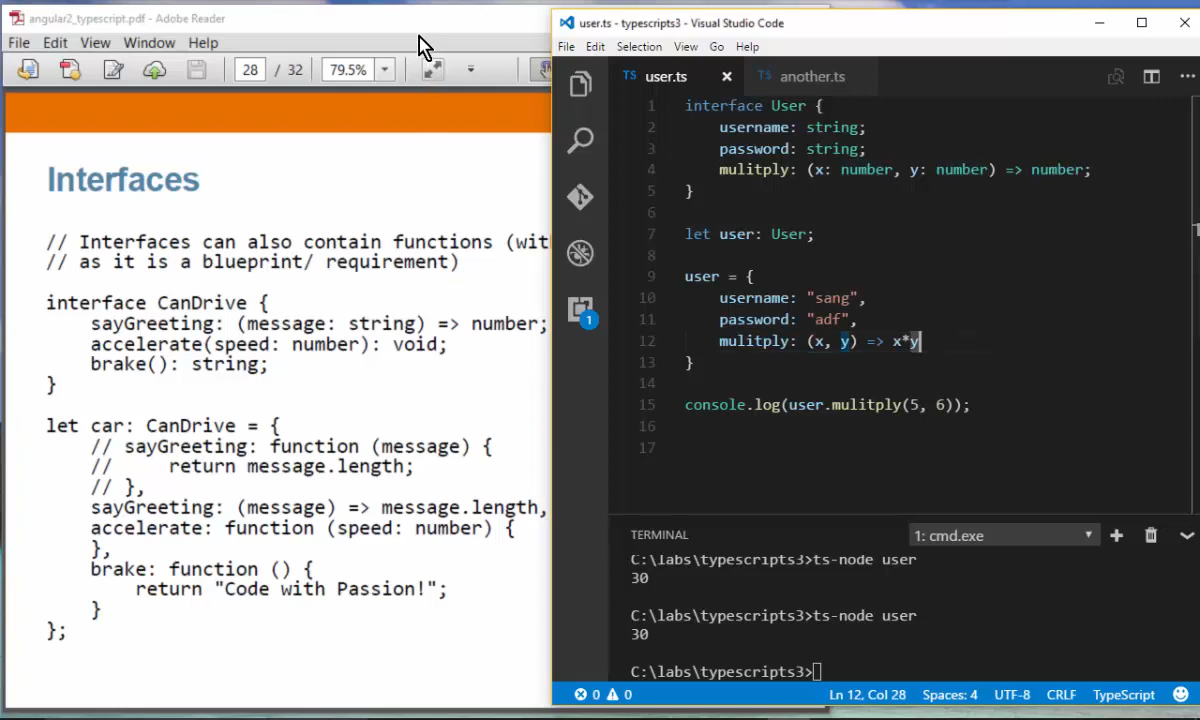 angular2_typescript.pdf - Adobe Reader
File Edit View Window Help
28 / 32 79.5%
Interfaces
// Interfaces can also contain functions (wit
// as it is a blueprint/ requirement)
interface CanDrive {
    sayGreeting: (message: string) => number;
    accelerate(speed: number): void;
    brake(): string;
}
let car: CanDrive = {
    // sayGreeting: function (message) {
    //     return message.length;
    // },
    sayGreeting: (message) => message.length,
    accelerate: function (speed: number) {
    },
    brake: function () {
        return "Code with Passion!";
    }
};
user.ts - typescripts3 - Visual Studio Code
File Edit Selection View Go Help
TS user.ts TS another.ts
1 interface User {
2     username: string;
3     password: string;
4     mulitply: (x: number, y: number) => number;
5 }
6
7 let user: User;
8
9 user = {
10     username: "sang",
11     password: "adf",
12     mulitply: (x, y) => x*y
13 }
14
15 console.log(user.mulitply(5, 6));
16
17
1
TERMINAL 1: cmd.exe
C:\labs\typescripts3>ts-node user
30
C:\labs\typescripts3>ts-node user
30
C:\labs\typescripts3>
0 0 Ln 12, Col 28 Spaces: 4 UTF-8 CRLF TypeScript